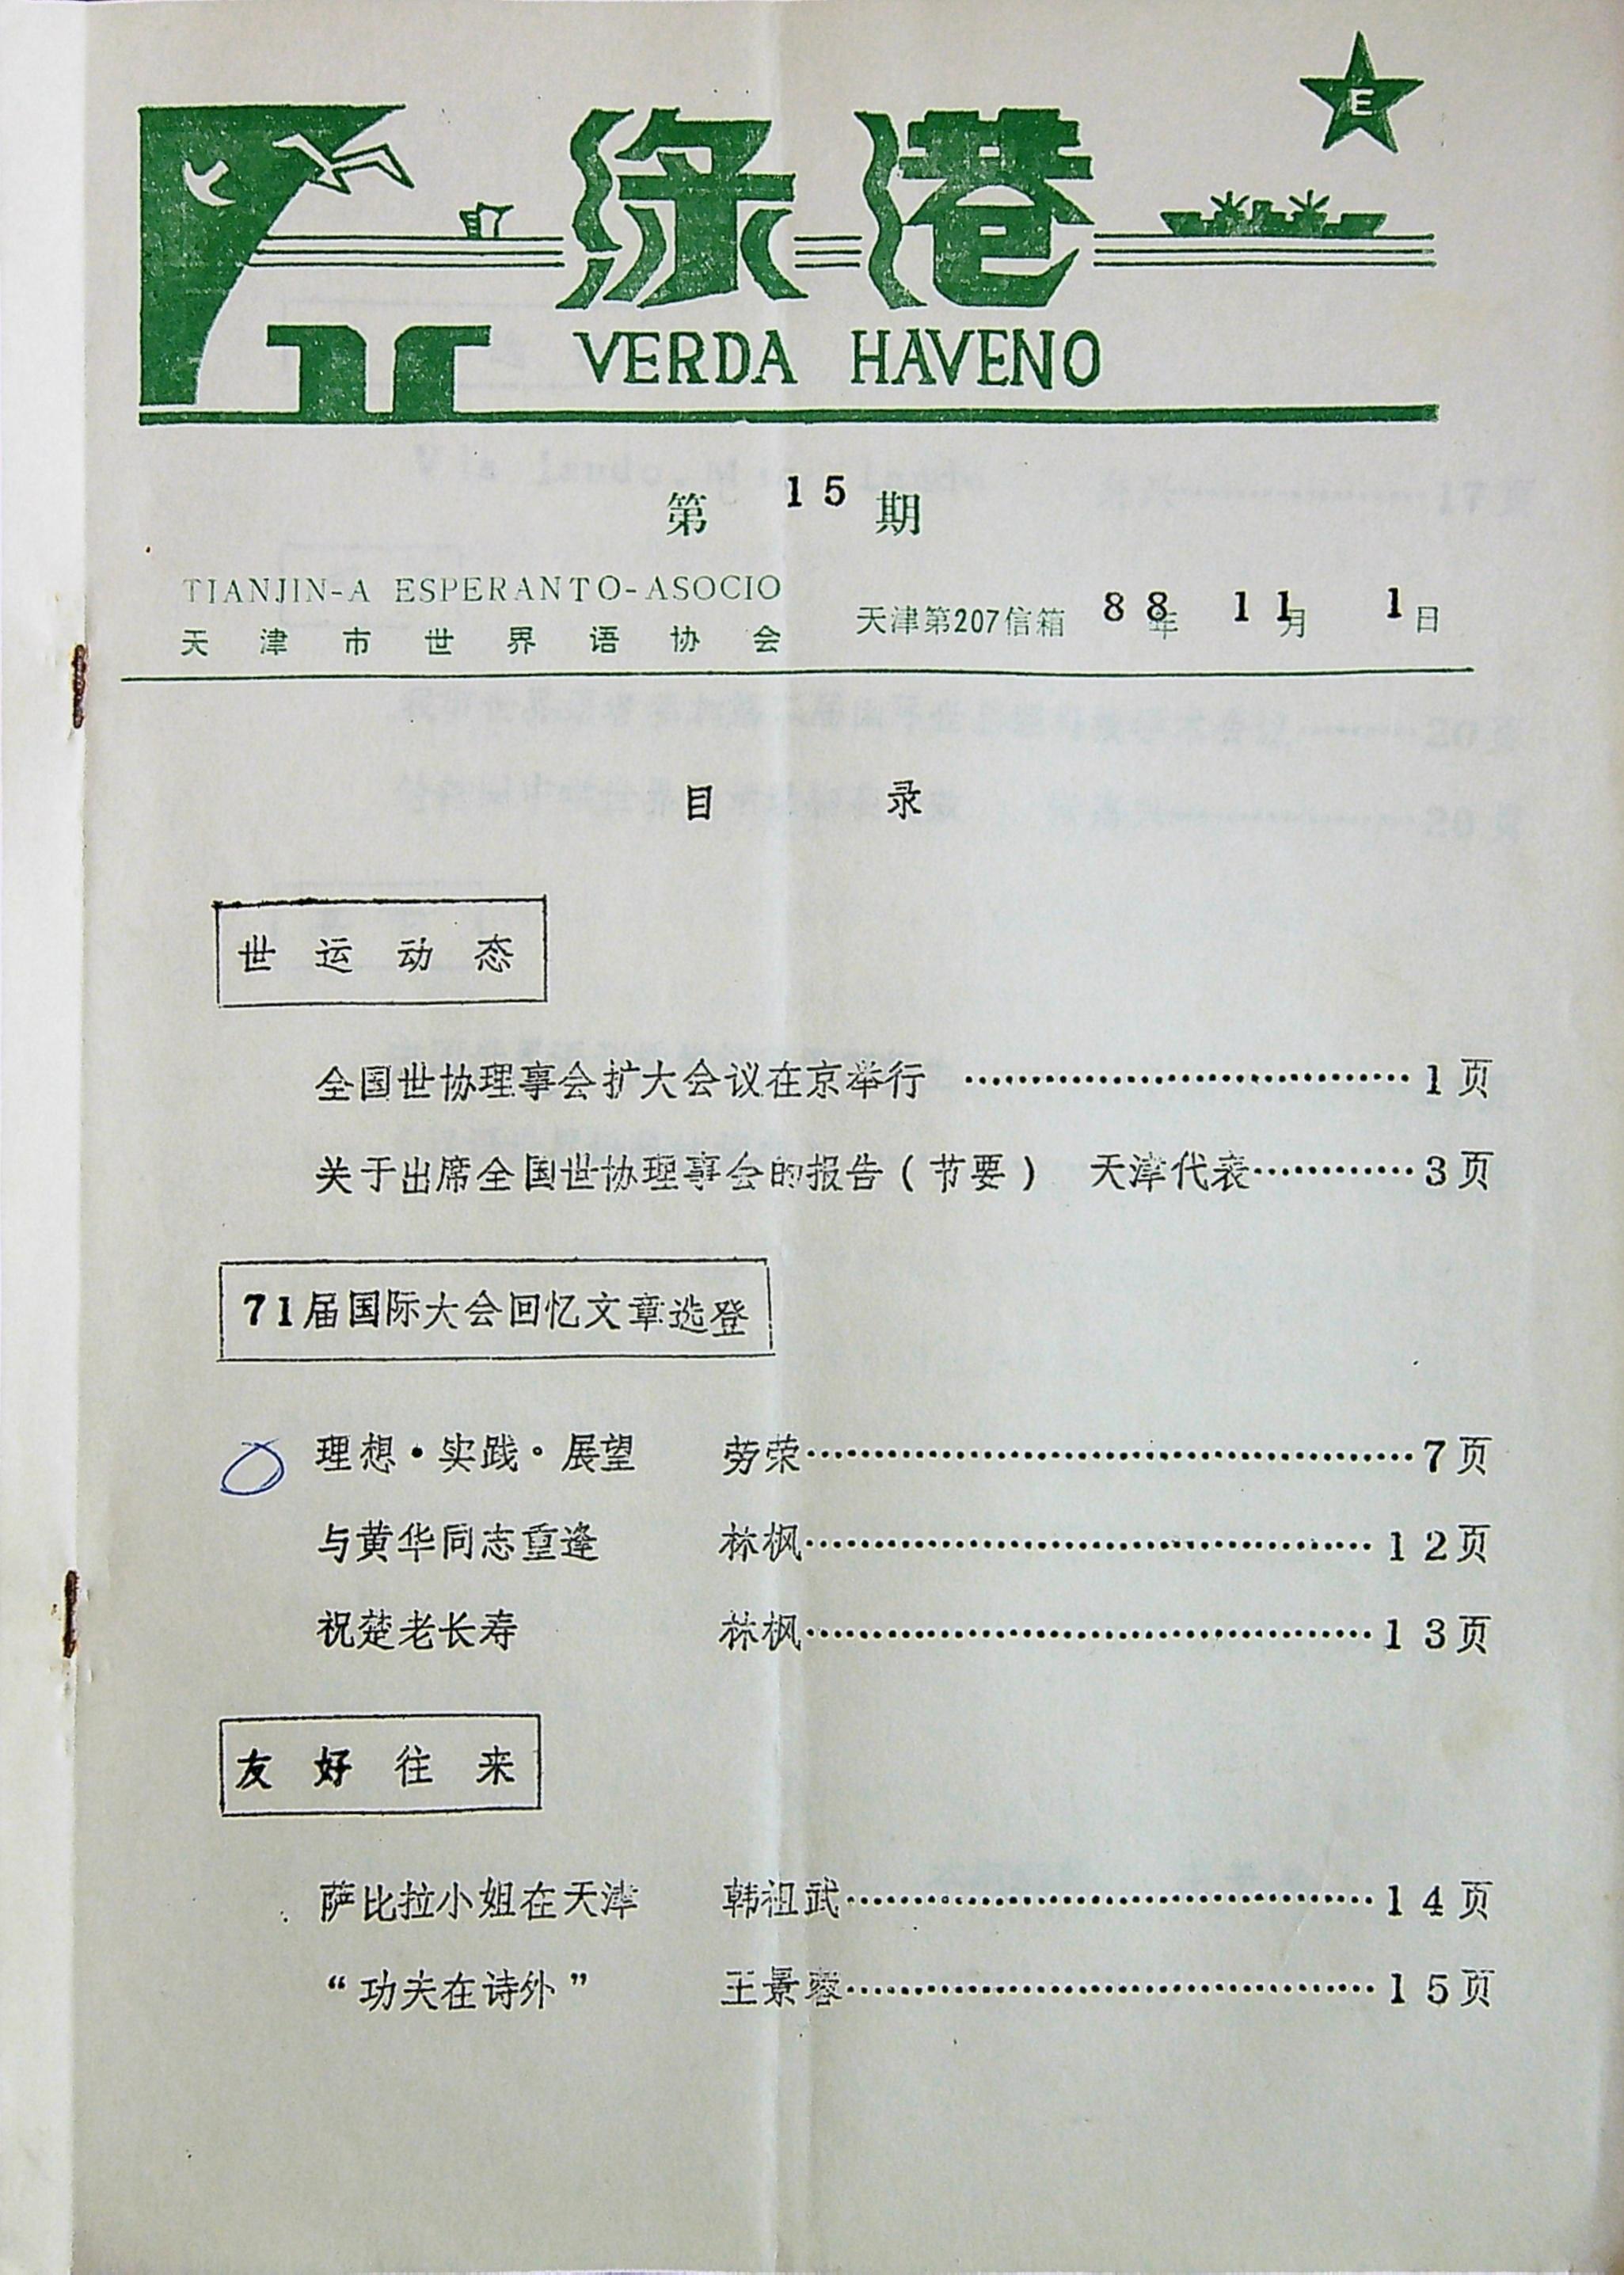 E
绿港
VERDA HAVENO
第 15 期
TIANJIN-A ESPERANTO-ASOCIO
天津市世界语协会
天津第207信箱 88年 11月 1日
目 录
世运动态
全国世协理事会扩大会议在京举行 …………………………1页
关于出席全国世协理事会的报告(节要) 天津代表…………3页
71届国际大会回忆文章选登
理想·实践·展望 劳荣…………………………………7页
与黄华同志重逢 林枫………………………………12页
祝楚老长寿 林枫………………………………13页
友好往来
萨比拉小姐在天津 韩祖武……………………………14页
“功夫在诗外” 王景蓉……………………………15页